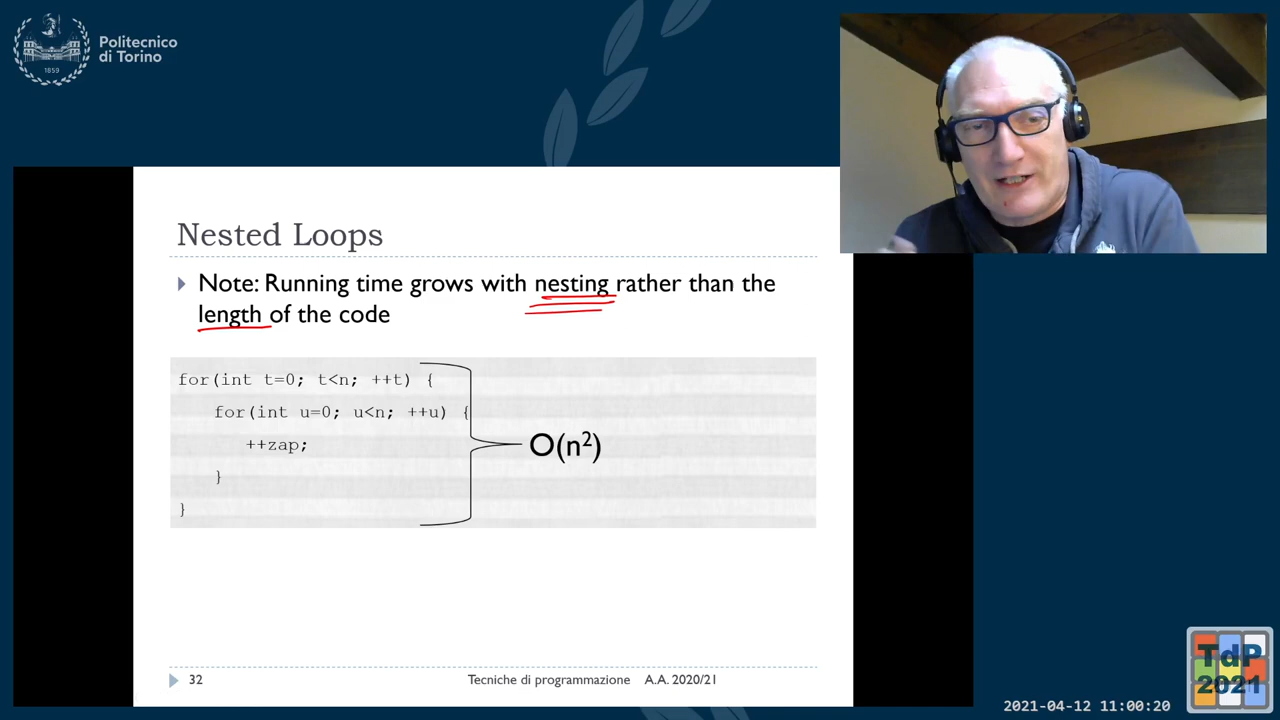 Politecnico
di Torino
1859
Nested Loops
Note: Running time grows with nesting rather than the
length of the code
for(int t=0; t<n; ++t) {
for(int u=0; u<n; ++u) {
++zap;
}
}
O(n²)
32
Tecniche di programmazione A.A. 2020/21
TdP
2021
2021-04-12 11:00:20